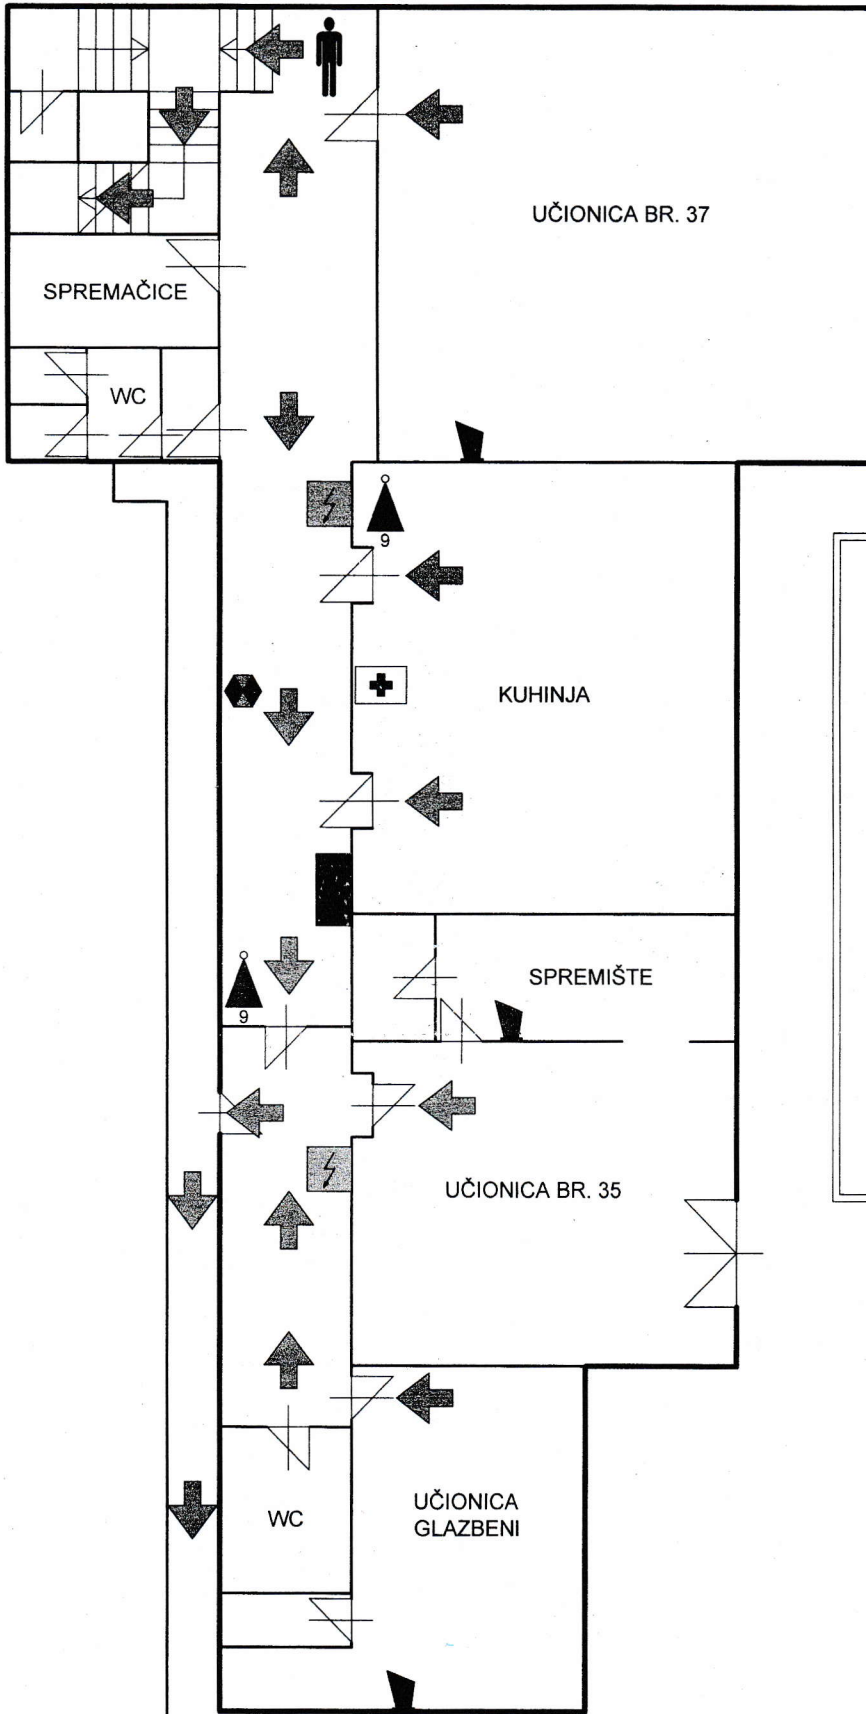 UČIONICA BR. 37
SPREMAČICE
WC
9
KUHINJA
SPREMIŠTE
9
UČIONICA BR. 35
UČIONICA
GLAZBENI
WC